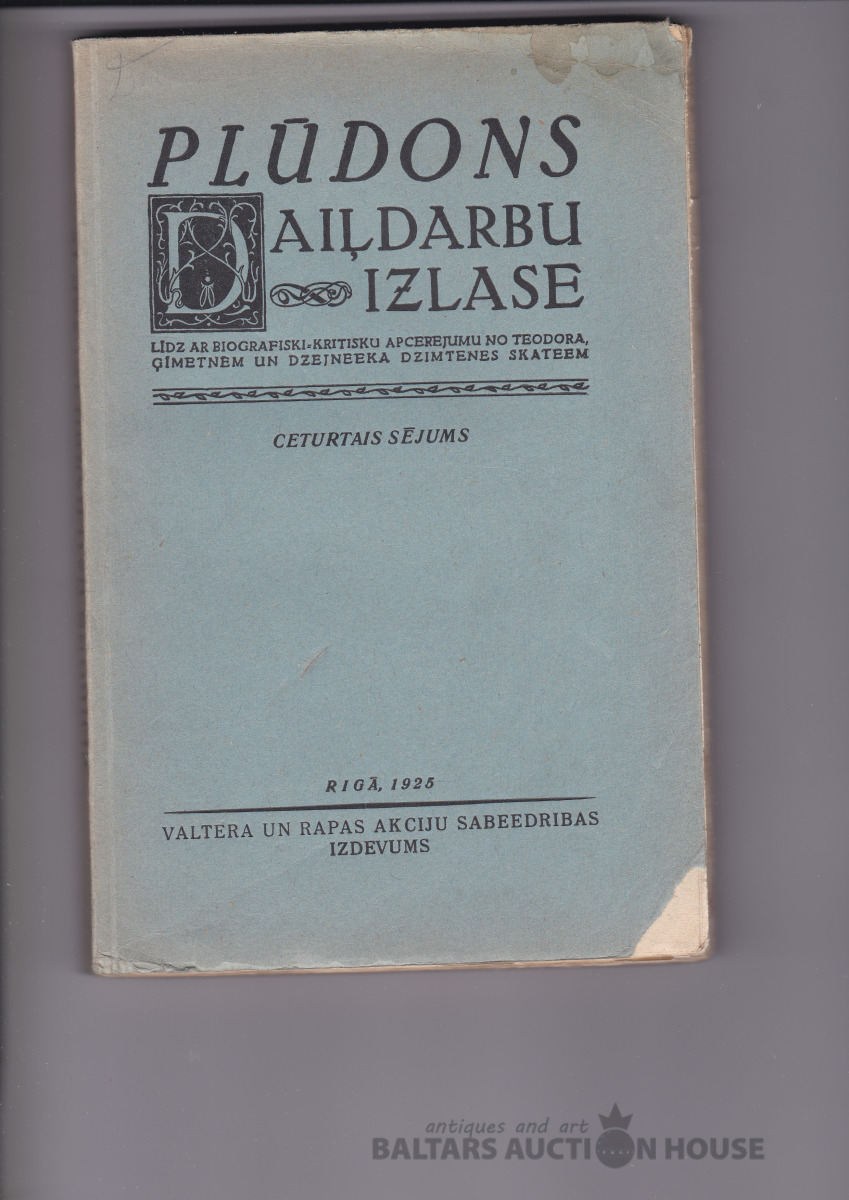 PLŪDONS
DAIĻDARBU
IZLASE
LĪDZ AR BIOGRAFISKI-KRITISKU APCEREJUMU NO TEODORA,
ĢĪMETNĒM UN DZEJNEEKA DZIMTENES SKATEEM
CETURTAIS SĒJUMS
RIGĀ, 1925
VALTERA UN RAPAS AKCIJU SABEEDRIBAS
IZDEVUMS
antiques and art
BALTARS AUCTION HOUSE